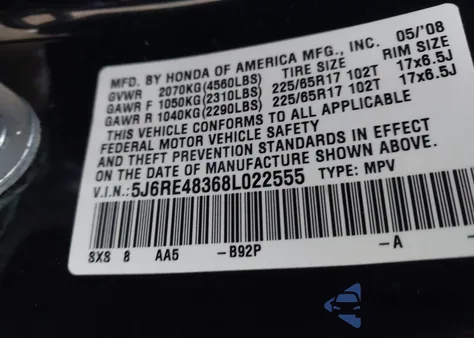 MFD. BY HONDA OF AMERICA MFG., INC. 05/'08
GVWR 2070KG(4560LBS) TIRE SIZE RIM SIZE
GAWR F 1050KG(2310LBS) 225/65R17 102T 17x6.5J
GAWR R 1040KG(2290LBS) 225/65R17 102T 17x6.5J
THIS VEHICLE CONFORMS TO ALL APPLICABLE
FEDERAL MOTOR VEHICLE SAFETY
STANDARDS IN EFFECT
ON THE DATE OF MANUFACTURE SHOWN ABOVE.
V.I.N.: 5J6RE48368L022555 TYPE: MPV
8X8 8 AA5 -B92P -A